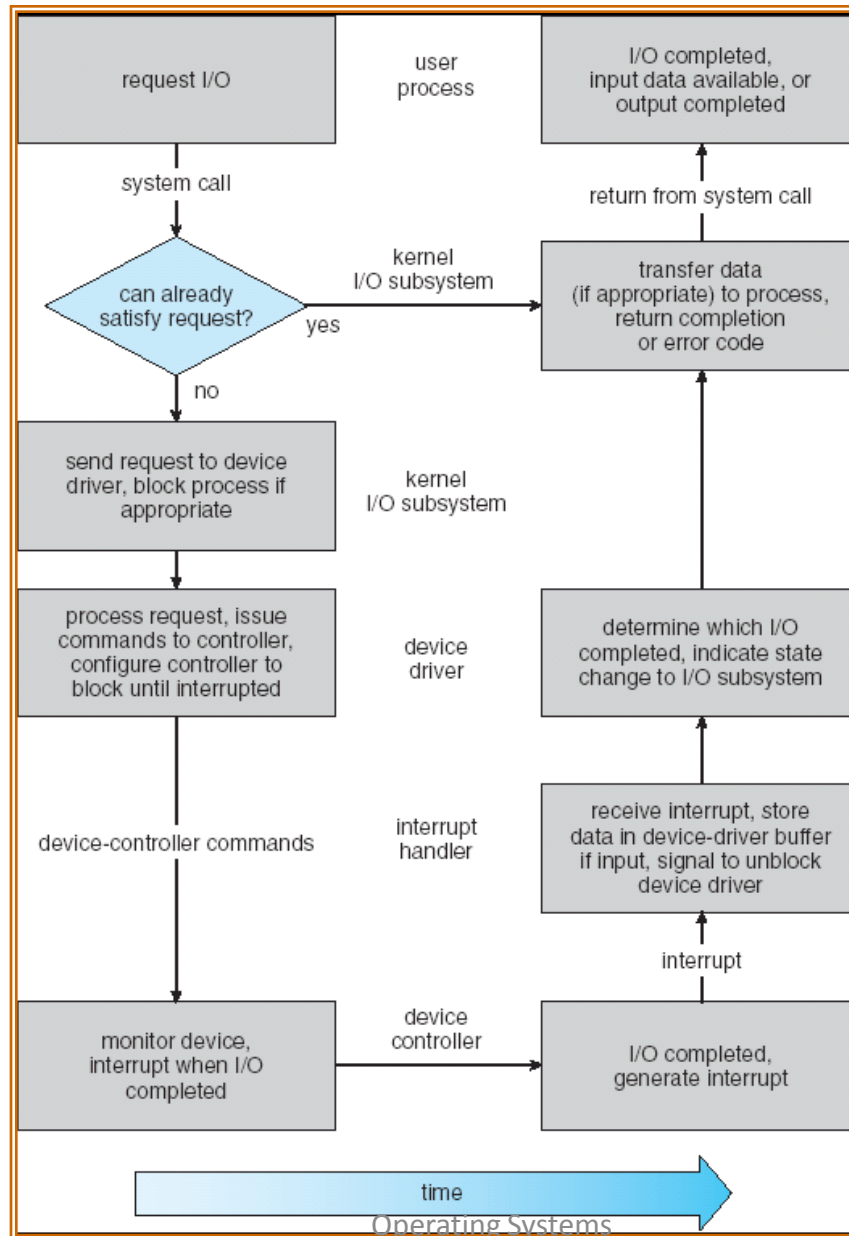 request I/O
user
process
I/O completed,
input data available, or
output completed
system call
return from system call
can already
satisfy request?
yes
no
kernel
I/O subsystem
transfer data
(if appropriate) to process,
return completion
or error code
send request to device
driver, block process if
appropriate
kernel
I/O subsystem
process request, issue
commands to controller,
configure controller to
block until interrupted
device
driver
determine which I/O
completed, indicate state
change to I/O subsystem
device-controller commands
interrupt
handler
receive interrupt, store
data in device-driver buffer
if input, signal to unblock
device driver
interrupt
monitor device,
interrupt when I/O
completed
device
controller
I/O completed,
generate interrupt
time
Operating Systems